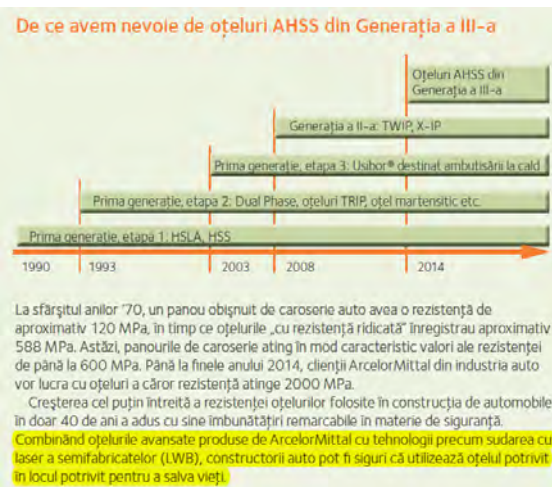 De ce avem nevoie de oțeluri AHSS din Generația a III-a
Oțeluri AHSS din
Generația a III-a
Generația a II-a: TWIP, X-IP
Prima generație, etapa 3: Usibor® destinat ambutisării la cald
Prima generație, etapa 2: Dual Phase, oțeluri TRIP, oțel martensitic etc.
Prima generație, etapa 1: HSLA, HSS
1990 1993 2003 2008 2014
La sfârșitul anilor '70, un panou obișnuit de caroserie auto avea o rezistență de
aproximativ 120 MPa, în timp ce oțelurile „cu rezistență ridicată" înregistrau aproximativ
588 MPa. Astăzi, panourile de caroserie ating în mod caracteristic valori ale rezistenței
de până la 600 MPa. Până la finele anului 2014, clienții ArcelorMittal din industria auto
vor lucra cu oțeluri a căror rezistență atinge 2000 MPa.
Creșterea cel puțin întreită a rezistenței oțelurilor folosite în construcția de automobile
în doar 40 de ani a adus cu sine îmbunătățiri remarcabile în materie de siguranță.
Combinând oțelurile avansate produse de ArcelorMittal cu tehnologii precum sudarea cu
laser a semifabricatelor (LWB), constructorii auto pot fi siguri că utilizează oțelul potrivit
în locul potrivit pentru a salva vieți.